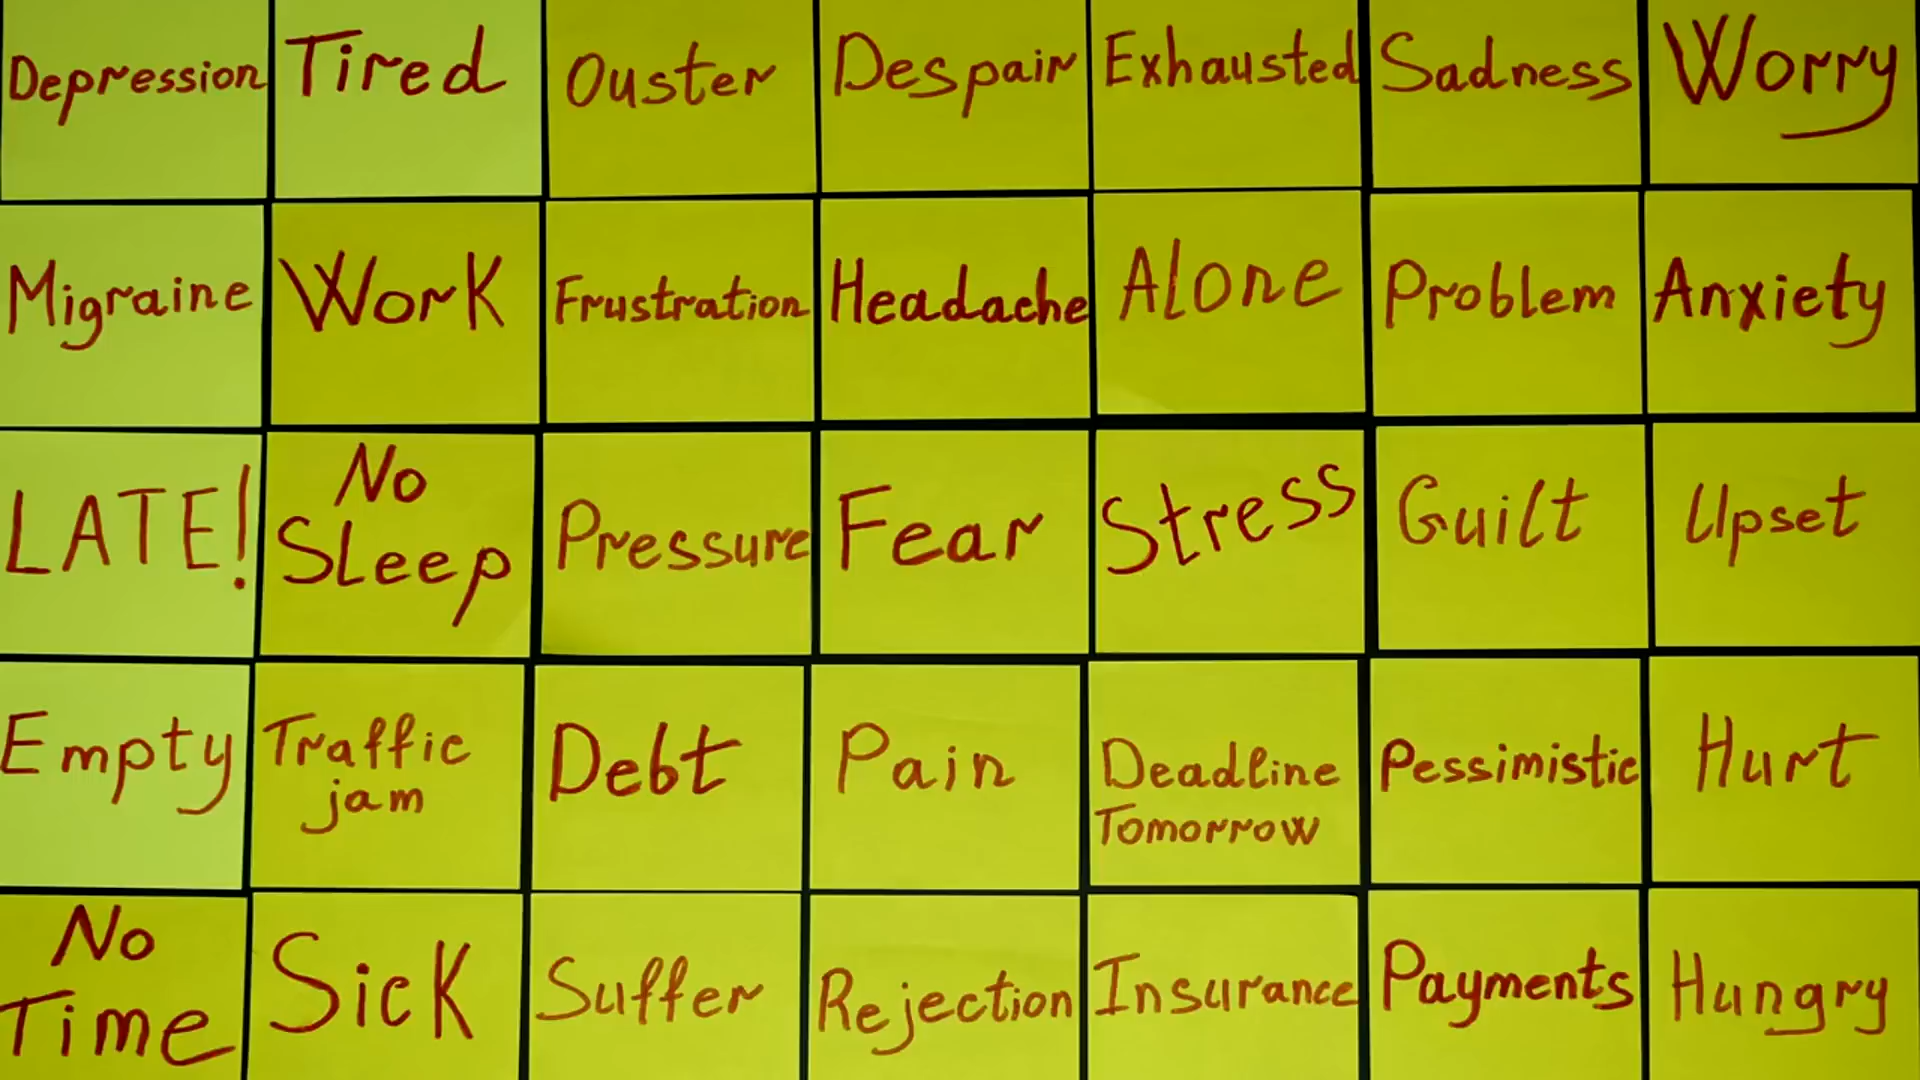 Depression
Tired
Ouster
Despair
Exhausted
Sadness
Worry
Migraine
Work
Frustration
Headache
Alone
Problem
Anxiety
LATE!
No
Sleep
Pressure
Fear
Stress
Guilt
Upset
Empty
Traffic
jam
Debt
Pain
Deadline
Tomorrow
Pessimistic
Hurt
No
Time
Sick
Suffer
Rejection
Insurance
Payments
Hungry